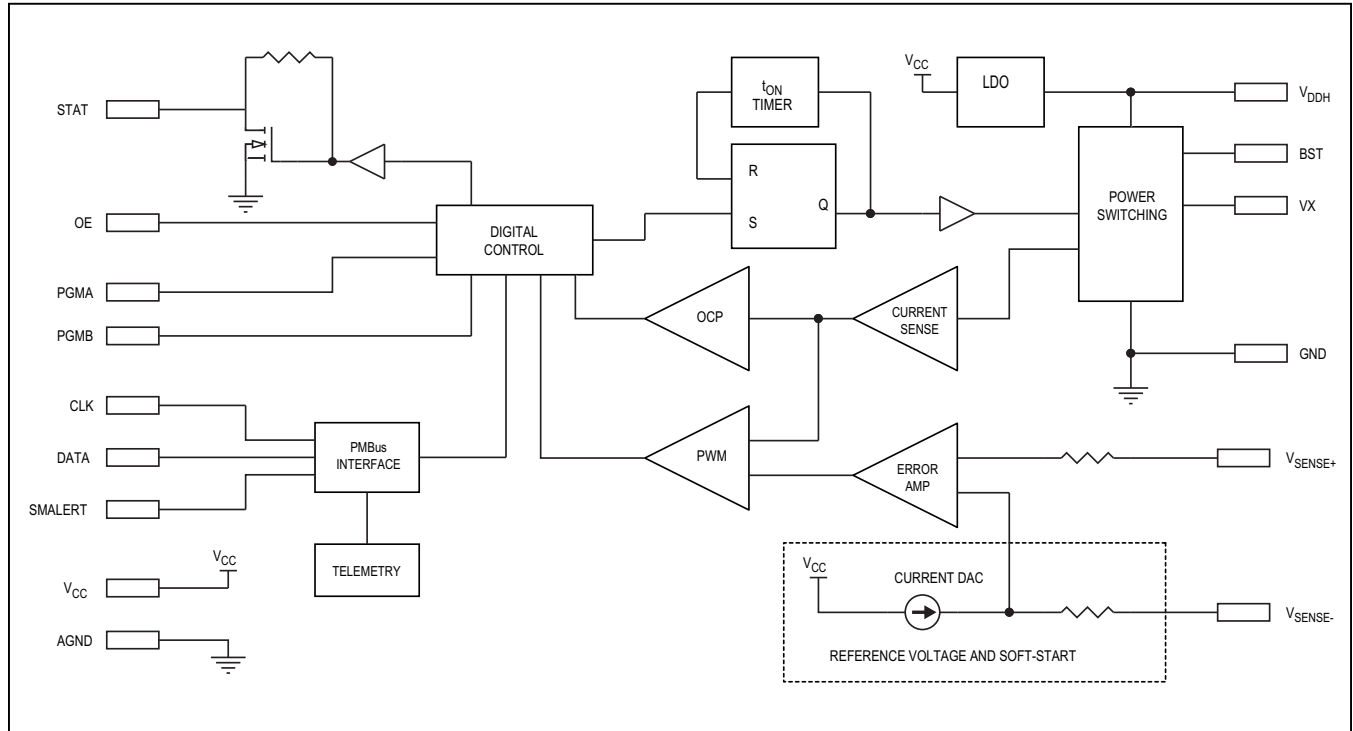 STAT
OE
PGMA
PGMB
CLK
DATA
SMALERT
VCC
AGND
VCC
DIGITAL
CONTROL
PMBus
INTERFACE
TELEMETRY
tON
TIMER
R
S
Q
VCC
LDO
POWER
SWITCHING
OCP
CURRENT
SENSE
PWM
ERROR
AMP
VCC
CURRENT DAC
REFERENCE VOLTAGE AND SOFT-START
VDDH
BST
VX
GND
VSENSE+
VSENSE-